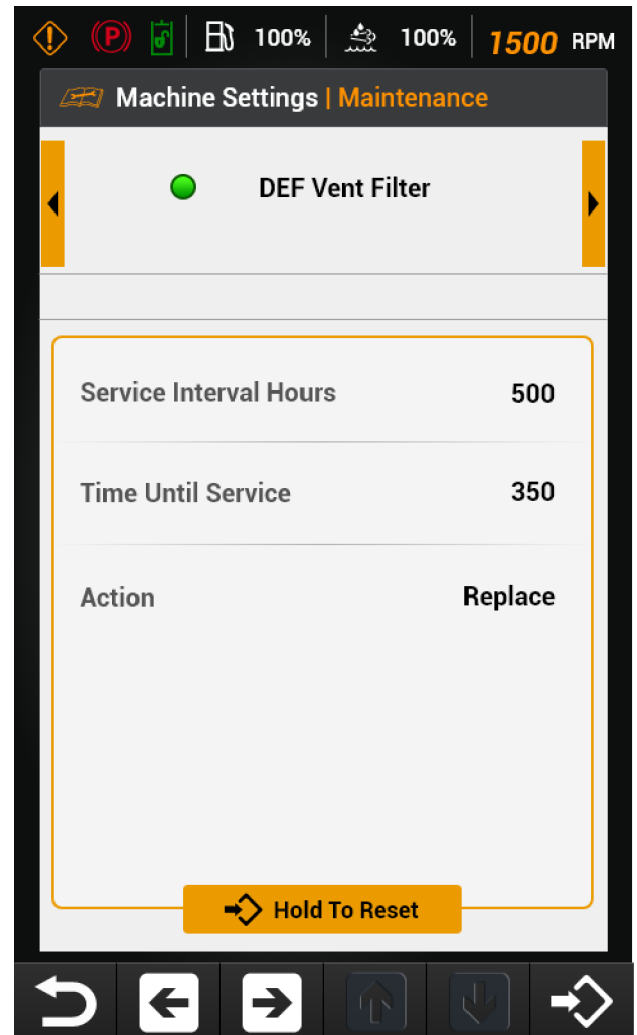 P 100% 100% 1500 RPM
Machine Settings | Maintenance
DEF Vent Filter
Service Interval Hours 500
Time Until Service 350
Action Replace
Hold To Reset